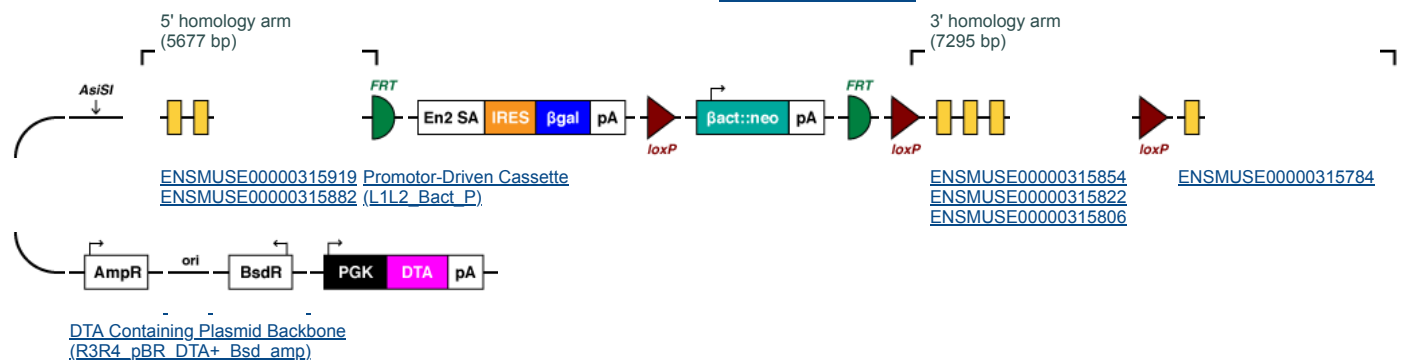 5' homology arm
(5677 bp)
3' homology arm
(7295 bp)
AsiSI
FRT
En2 SA IRES βgal pA
loxP
βact::neo pA
FRT
loxP
loxP
ENSMUSE00000315919
ENSMUSE00000315882
Promotor-Driven Cassette
(L1L2_Bact_P)
ENSMUSE00000315854
ENSMUSE00000315822
ENSMUSE00000315806
ENSMUSE00000315784
AmpR
ori
BsdR
PGK DTA pA
DTA Containing Plasmid Backbone
(R3R4_pBR_DTA+_Bsd_amp)